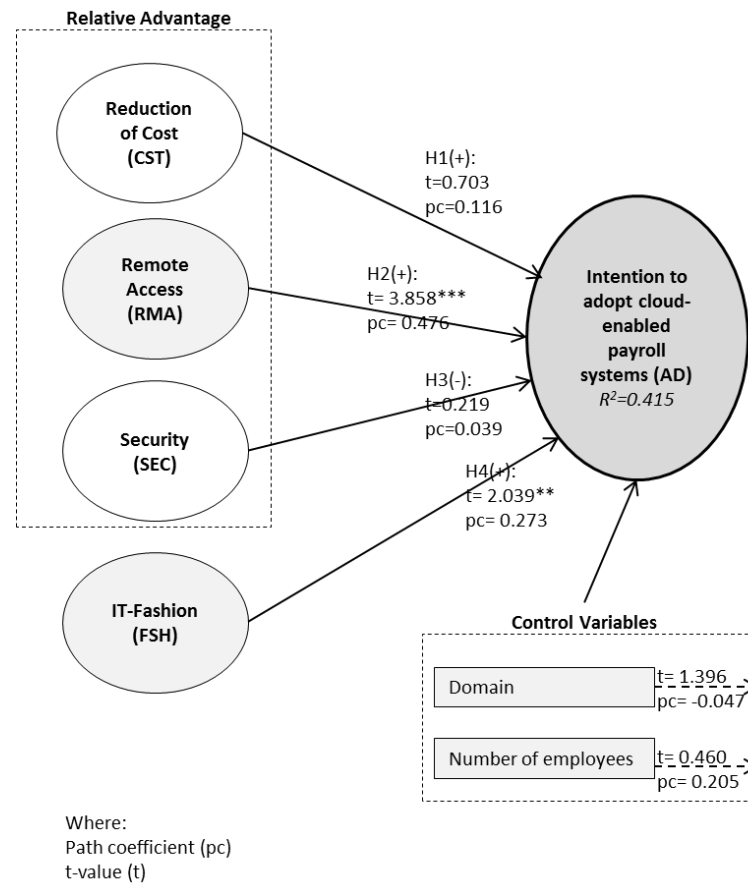 Relative Advantage
Reduction
of Cost
(CST)
H1(+):
t=0.703
pc=0.116
Remote
Access
(RMA)
H2(+):
t= 3.858***
pc= 0.476
Intention to
adopt cloud-
enabled
payroll
systems (AD)
R²=0.415
H3(-):
t=0.219
pc=0.039
Security
(SEC)
H4(+):
t= 2.039**
pc= 0.273
IT-Fashion
(FSH)
Control Variables
Domain
t= 1.396
pc= -0.047
Number of employees
t= 0.460
pc= 0.205
Where:
Path coefficient (pc)
t-value (t)